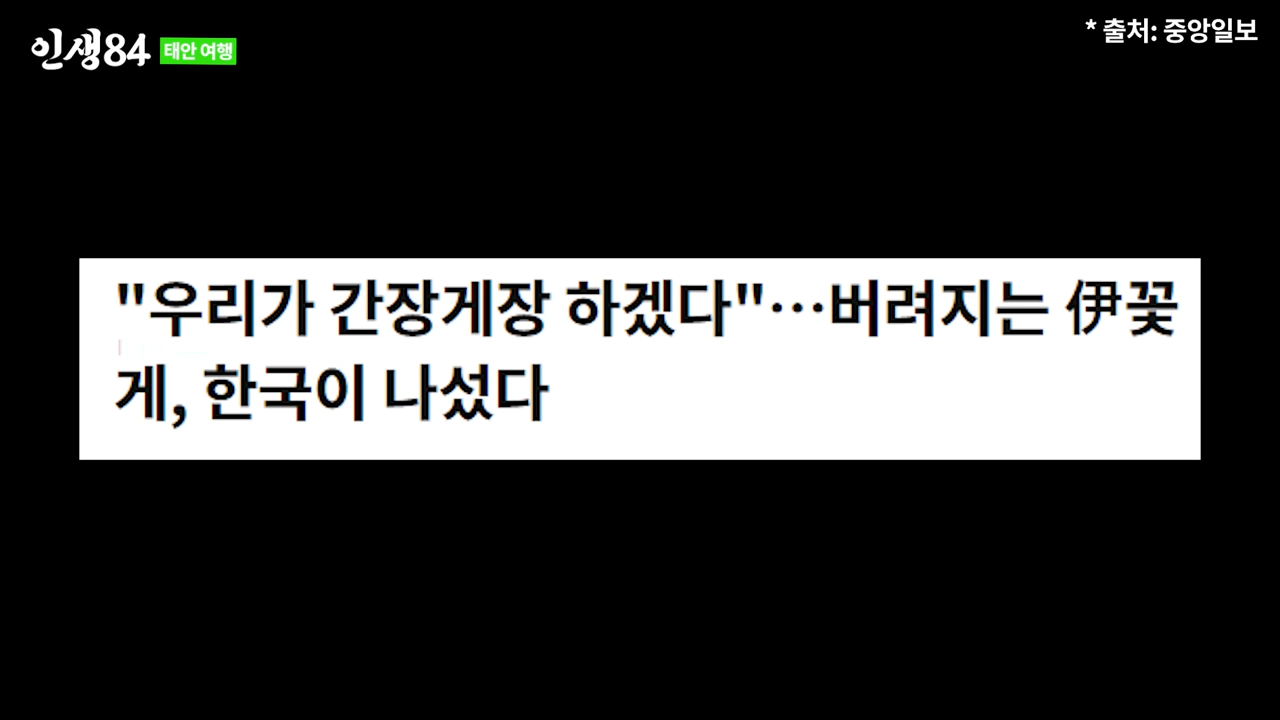 인생84 태안 여행
* 출처: 중앙일보
"우리가 간장게장 하겠다"…버려지는 伊꽃
게, 한국이 나섰다